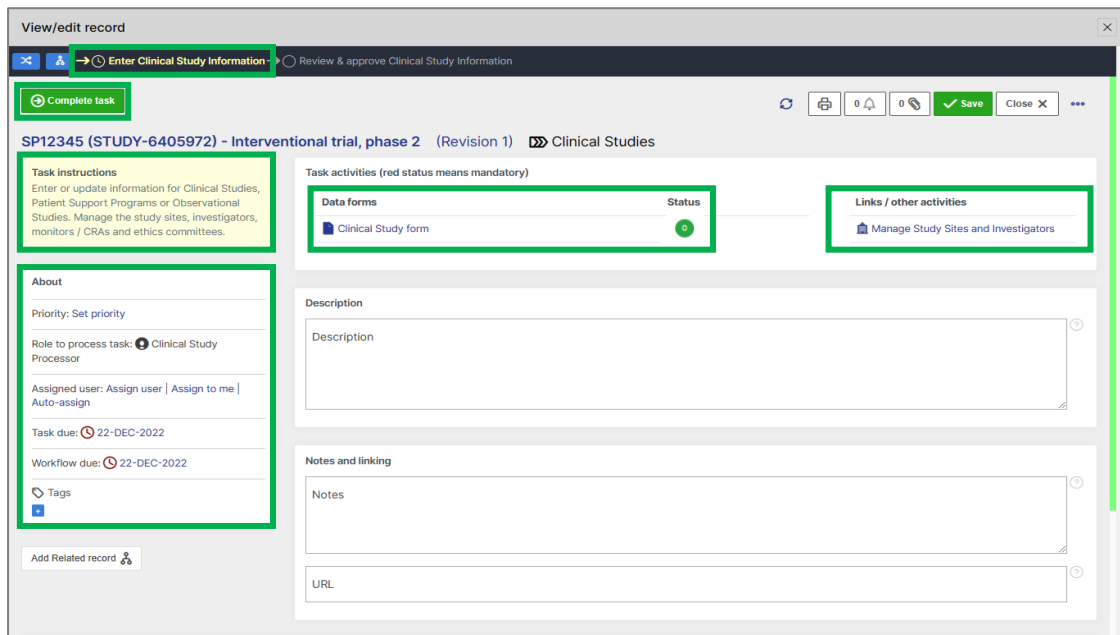 View/edit record
Enter Clinical Study Information
Review & approve Clinical Study Information
Complete task
0
0
Save
Close X
SP12345 (STUDY-6405972) - Interventional trial, phase 2 (Revision 1) Clinical Studies
Task instructions
Enter or update information for Clinical Studies,
Patient Support Programs or Observational
Studies. Manage the study sites, investigators,
monitors / CRAs and ethics committees.
Task activities (red status means mandatory)
Data forms
Status
Links / other activities
Clinical Study form
0
Manage Study Sites and Investigators
About
Priority: Set priority
Role to process task: Clinical Study
Processor
Assigned user: Assign user | Assign to me |
Auto-assign
Task due: 22-DEC-2022
Workflow due: 22-DEC-2022
Tags
+
Add Related record
Description
Description
?
Notes and linking
Notes
?
URL
?